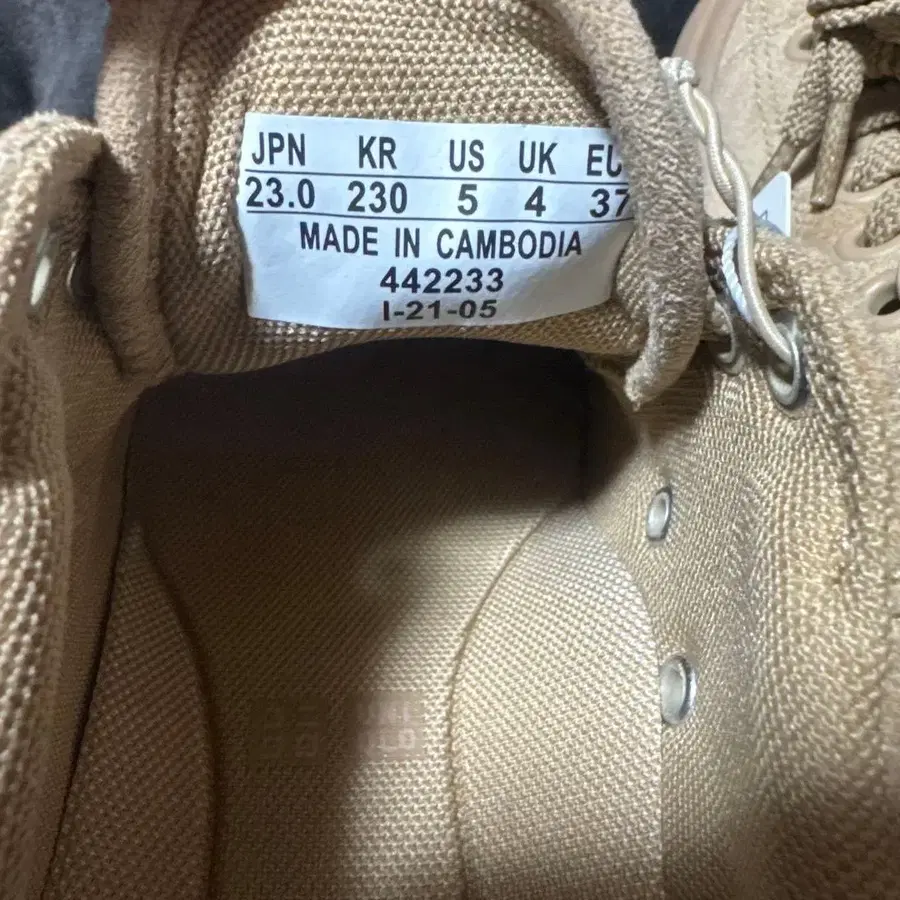 JPN KR US UK EU
23.0 230 5 4 37
MADE IN CAMBODIA
442233
I-21-05